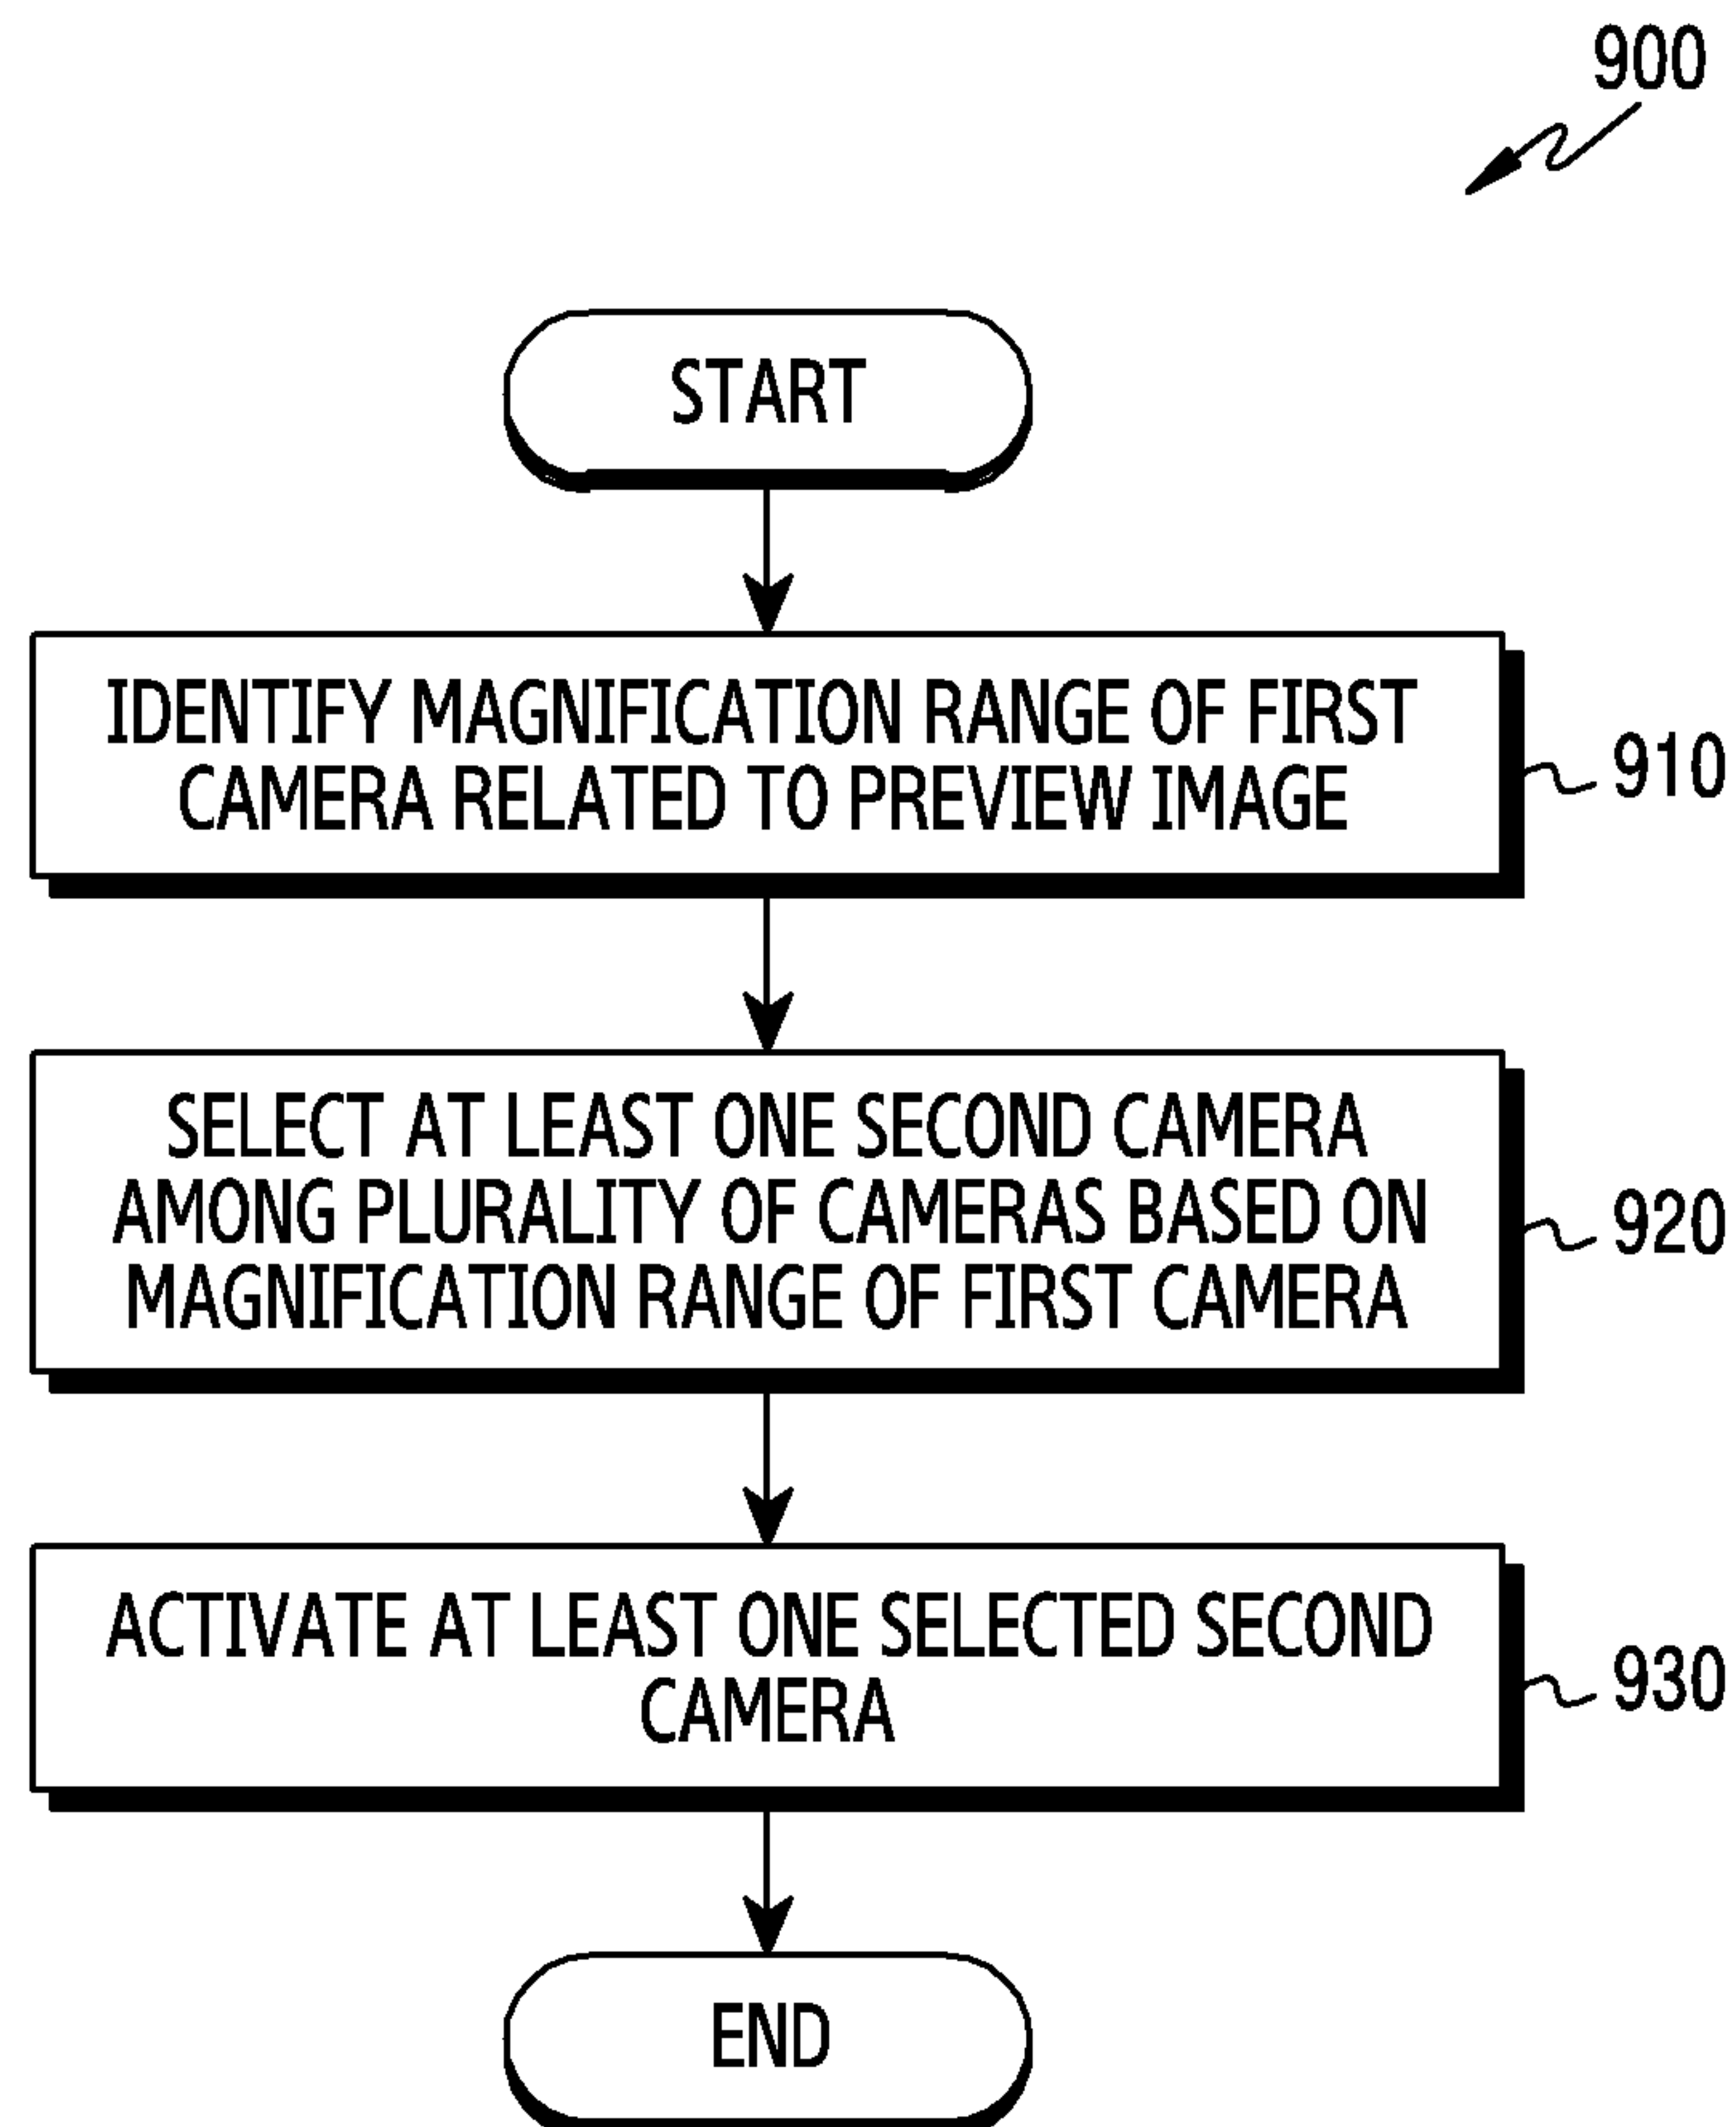 900
START
IDENTIFY MAGNIFICATION RANGE OF FIRST
CAMERA RELATED TO PREVIEW IMAGE
910
SELECT AT LEAST ONE SECOND CAMERA
AMONG PLURALITY OF CAMERAS BASED ON
MAGNIFICATION RANGE OF FIRST CAMERA
920
ACTIVATE AT LEAST ONE SELECTED SECOND
CAMERA
930
END